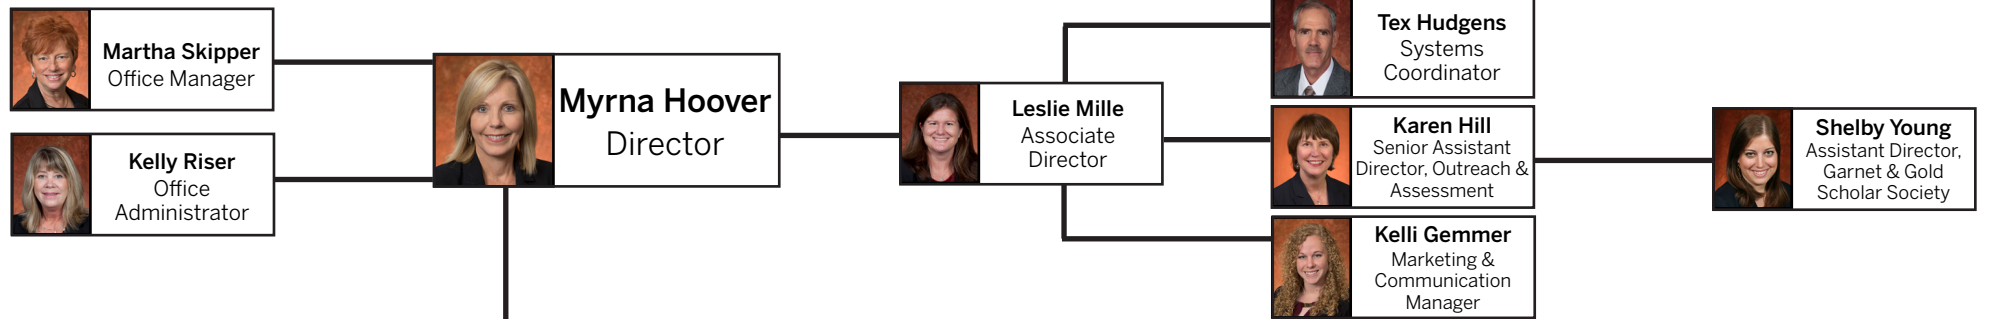 Martha Skipper
Office Manager
Kelly Riser
Office
Administrator
Myrna Hoover
Director
Leslie Mille
Associate
Director
Tex Hudgens
Systems
Coordinator
Karen Hill
Senior Assistant
Director, Outreach &
Assessment
Kelli Gemmer
Marketing &
Communication
Manager
Shelby Young
Assistant Director,
Garnet & Gold
Scholar Society